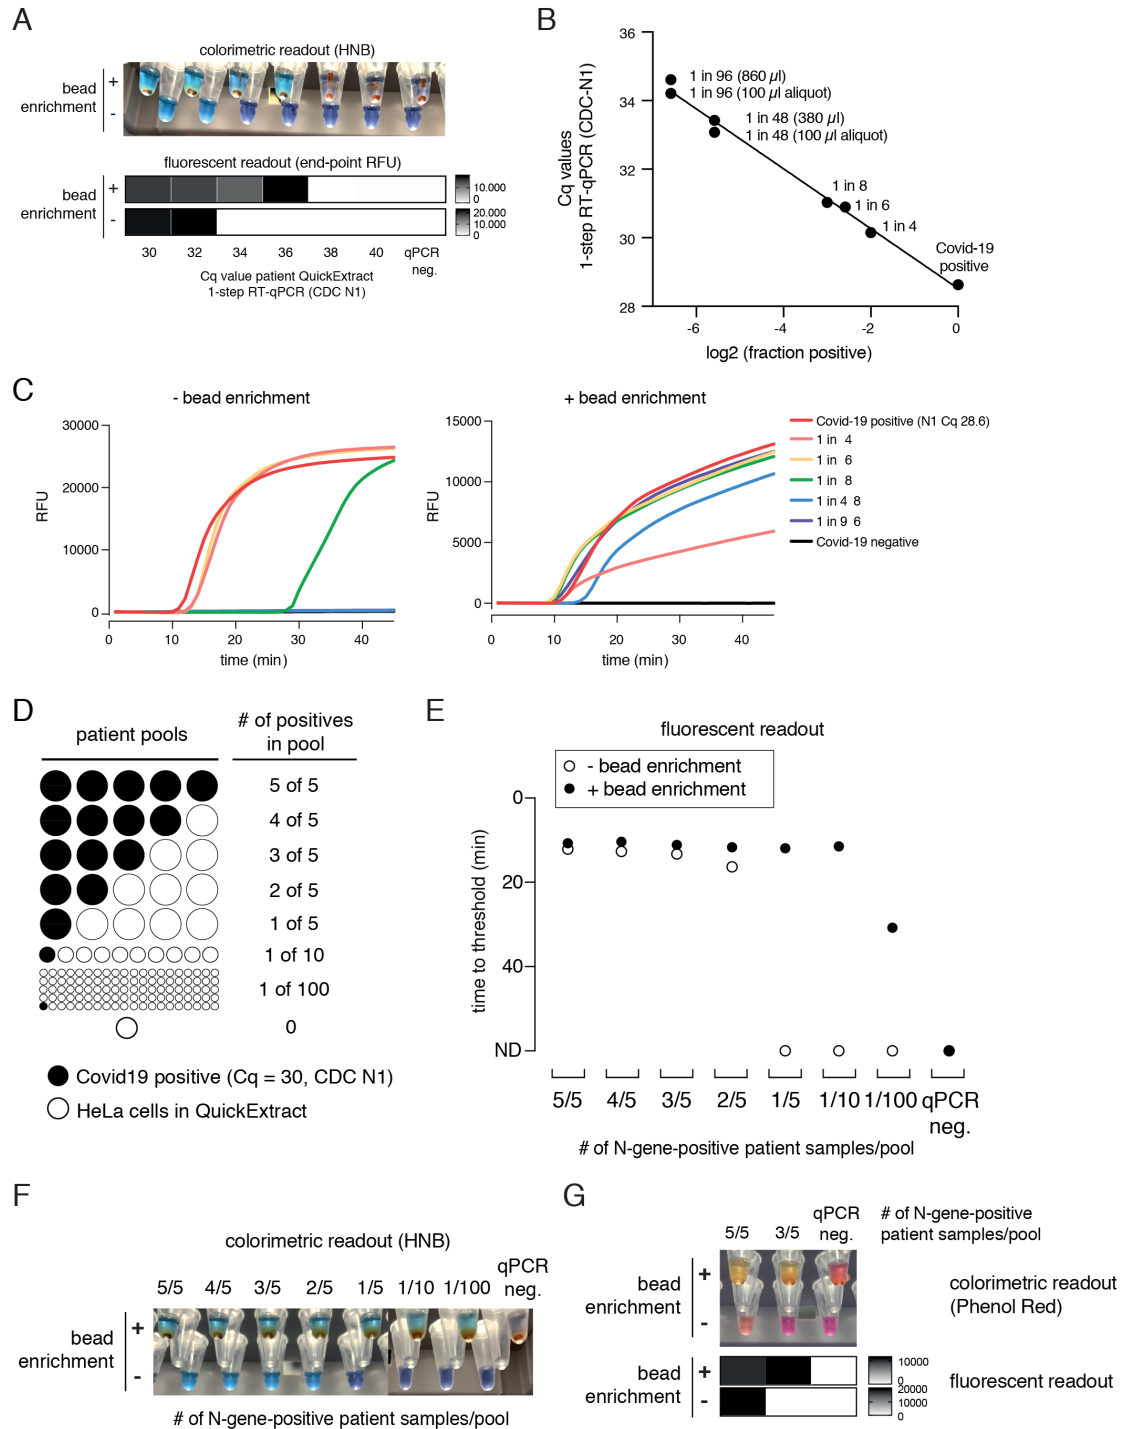 A
colorimetric readout (HNB)
bead
enrichment
+
-
fluorescent readout (end-point RFU)
bead
enrichment
+
-
10.000
0
20.000
10.000
0
30 32 34 36 38 40 qPCR
neg.
Cq value patient QuickExtract
1-step RT-qPCR (CDC N1)
B
Cq values
1-step RT-qPCR (CDC-N1)
36
34
32
30
28
1 in 96 (860 µl)
1 in 96 (100 µl aliquot)
1 in 48 (380 µl)
1 in 48 (100 µl aliquot)
1 in 8
1 in 6
1 in 4
Covid-19
positive
-6 -4 -2 0
log2 (fraction positive)
C
- bead enrichment
RFU
30000
20000
10000
0
0 10 20 30 40
time (min)
+ bead enrichment
RFU
15000
10000
5000
0
0 10 20 30 40
time (min)
Covid-19 positive (N1 Cq 28.6)
1 in 4
1 in 6
1 in 8
1 in 4 8
1 in 9 6
Covid-19 negative
D
patient pools
# of positives
in pool
5 of 5
4 of 5
3 of 5
2 of 5
1 of 5
1 of 10
1 of 100
0
Covid19 positive (Cq = 30, CDC N1)
HeLa cells in QuickExtract
E
fluorescent readout
- bead enrichment
+ bead enrichment
time to threshold (min)
0
20
40
ND
5/5 4/5 3/5 2/5 1/5 1/10 1/100 qPCR
neg.
# of N-gene-positive patient samples/pool
F
colorimetric readout (HNB)
5/5 4/5 3/5 2/5 1/5 1/10 1/100 qPCR
neg.
bead
enrichment
+
-
# of N-gene-positive patient samples/pool
G
5/5 3/5 qPCR
neg.
# of N-gene-positive
patient samples/pool
bead
enrichment
+
-
colorimetric readout
(Phenol Red)
bead
enrichment
+
-
10000
0
20000
10000
0
fluorescent readout